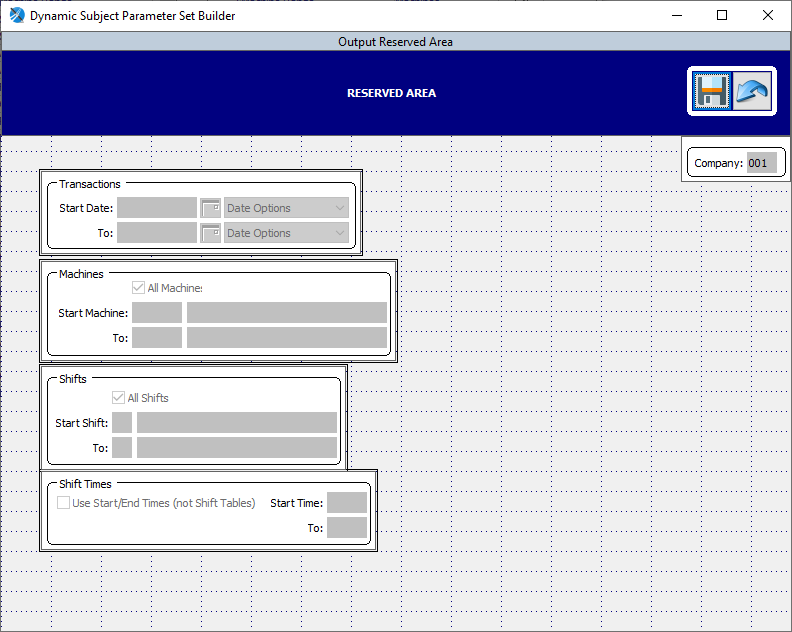 Dynamic Subject Parameter Set Builder
Output Reserved Area
RESERVED AREA
Company: 001
Transactions
Start Date: Date Options
To: Date Options
Machines
All Machines
Start Machine:
To:
Shifts
All Shifts
Start Shift:
To:
Shift Times
Use Start/End Times (not Shift Tables) Start Time:
To: